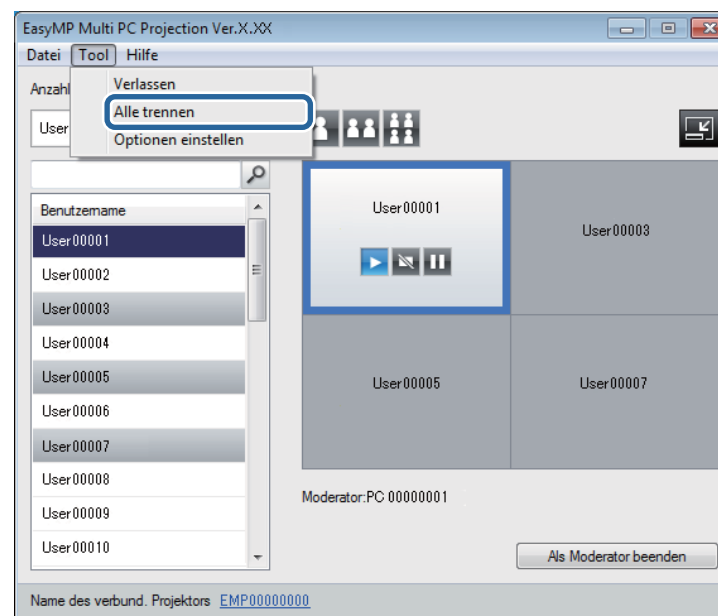 EasyMP Multi PC Projection Ver.X.XX
Datei Tool Hilfe
Anzahl
Verlassen
Alle trennen
Optionen einstellen
User
Benutzername
User00001
User00002
User00003
User00004
User00005
User00006
User00007
User00008
User00009
User00010
User00001
User00003
User00005
User00007
Moderator:PC 00000001
Als Moderator beenden
Name des verbund. Projektors EMP00000000